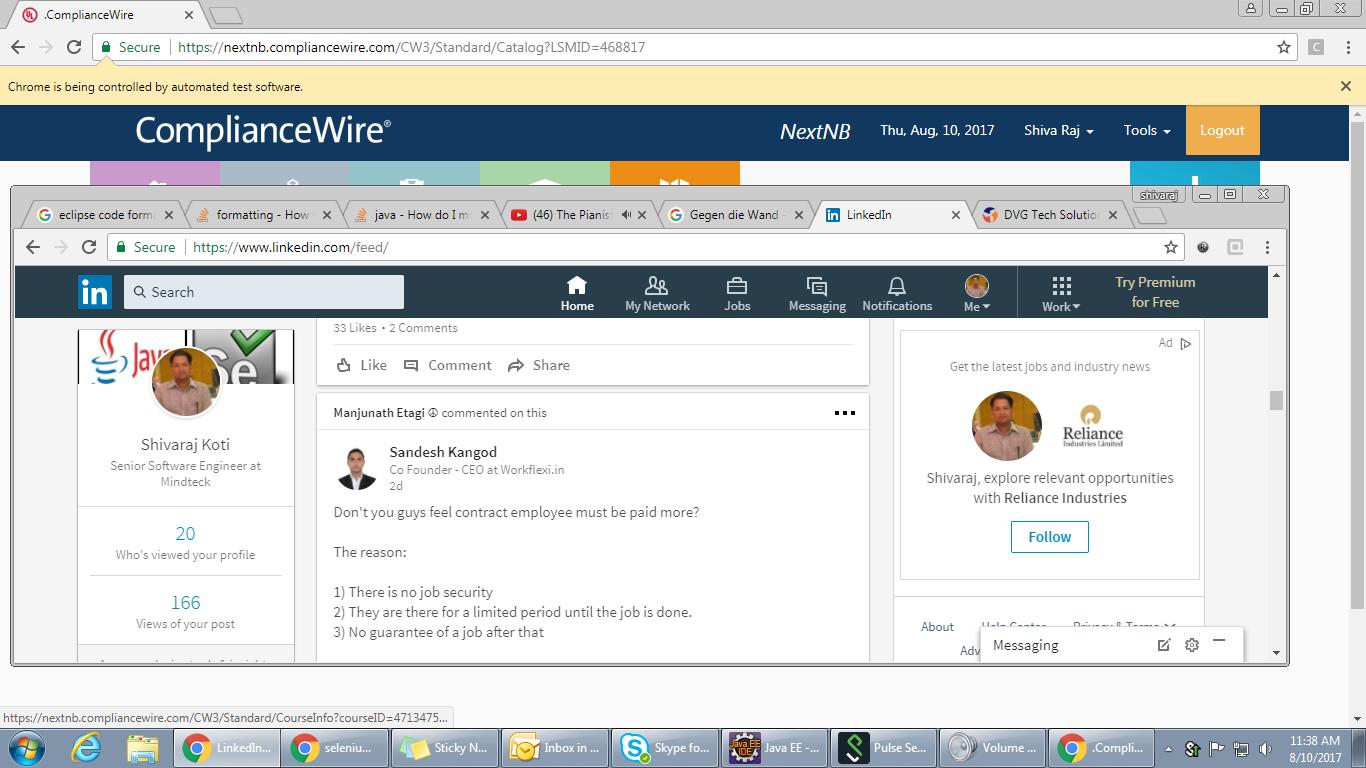 .ComplianceWire
Secure https://nextnb.compliancewire.com/CW3/Standard/Catalog?LSMID=468817
Chrome is being controlled by automated test software.
ComplianceWire®
NextNB Thu, Aug, 10, 2017 Shiva Raj Tools Logout
shivaraj
eclipse code forma formatting - How java - How do I m (46) The Pianist Gegen die Wand - LinkedIn DVG Tech Solution
Secure https://www.linkedin.com/feed/
in Search Home My Network Jobs Messaging Notifications Me Work Try Premium
for Free
Java Se
Shivaraj Koti
Senior Software Engineer at
Mindteck
20
Who's viewed your profile
166
Views of your post
33 Likes • 2 Comments
Like Comment Share
Manjunath Etagi commented on this
Sandesh Kangod
Co Founder - CEO at Workflexi.in
2d
Don't you guys feel contract employee must be paid more?
The reason:
1) There is no job security
2) They are there for a limited period until the job is done.
3) No guarantee of a job after that
Ad
Get the latest jobs and industry news
Reliance
Industries Limited
Shivaraj, explore relevant opportunities
with Reliance Industries
Follow
About Help Center Privacy & Terms
Adv
Messaging
https://nextnb.compliancewire.com/CW3/Standard/CourseInfo?courseID=4713475...
LinkedIn... seleniu... Sticky N... Inbox in ... Skype fo... Java EE -... Pulse Se... Volume ... .Compli...
11:38 AM
8/10/2017